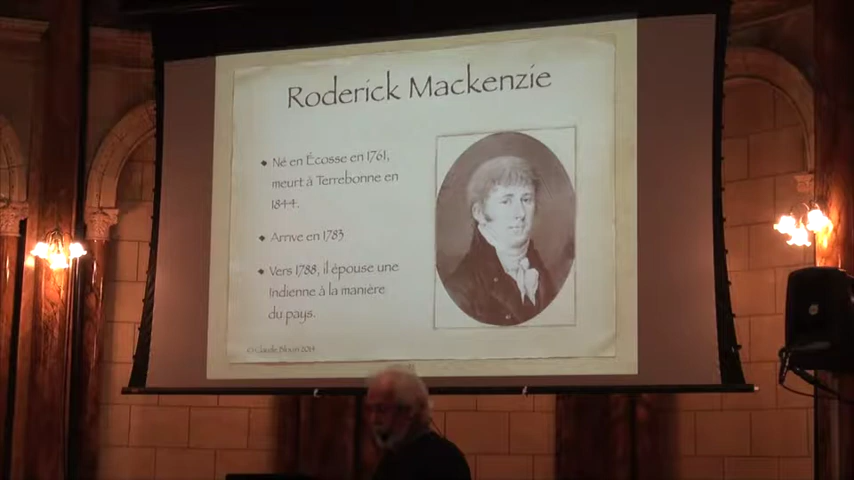 Roderick Mackenzie
Né en Écosse en 1761,
meurt à Terrebonne en
1844.
Arrive en 1783
Vers 1788, il épouse une
Indienne à la manière
du pays.